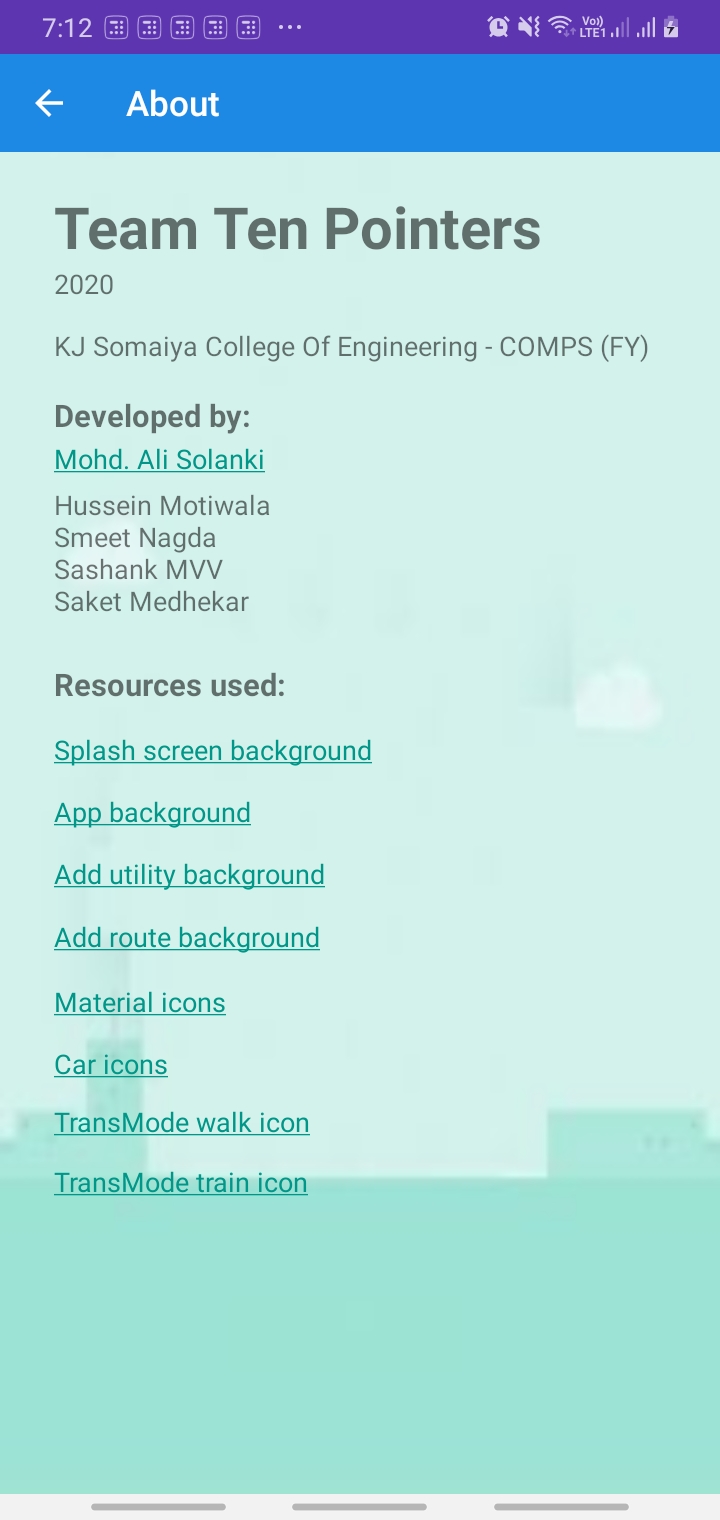 7:12
Vo))
LTE1
About
Team Ten Pointers
2020
KJ Somaiya College Of Engineering - COMPS (FY)
Developed by:
Mohd. Ali Solanki
Hussein Motiwala
Smeet Nagda
Sashank MVV
Saket Medhekar
Resources used:
Splash screen background
App background
Add utility background
Add route background
Material icons
Car icons
TransMode walk icon
TransMode train icon